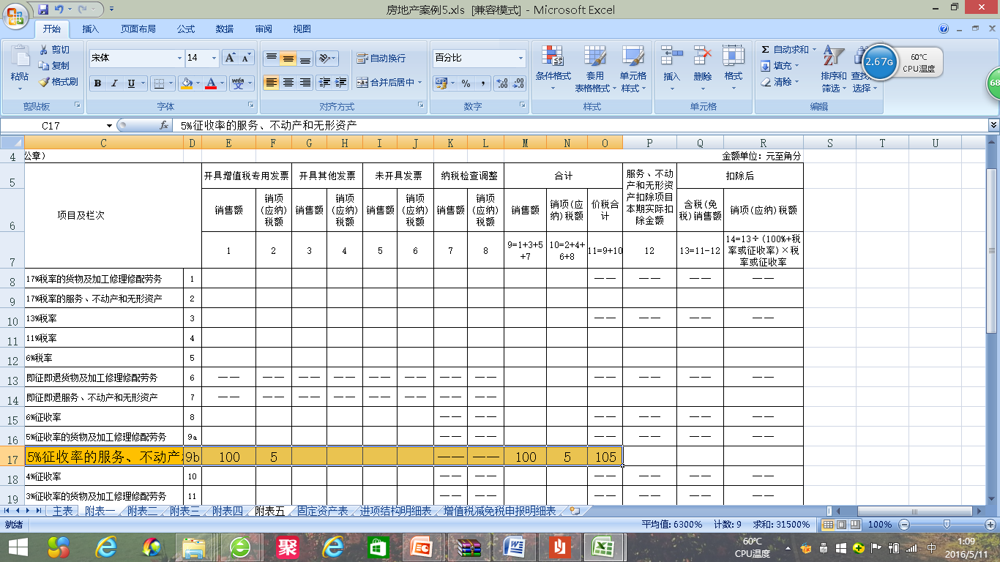 房地产案例5.xls [兼容模式] - Microsoft Excel
开始 插入 页面布局 公式 数据 审阅 视图
粘贴 剪切 复制 格式刷 剪贴板
宋体 14 B I U 字体
自动换行 合并后居中 对齐方式
百分比 数字
条件格式 套用表格格式 单元格样式 样式
插入 删除 格式 单元格
Σ 自动求和 填充 清除 排序和筛选 编辑
2.67G 60℃ CPU温度 68
C17 fx 5%征收率的服务、不动产和无形资产
C D E F G H I J K L M N O P Q R S T U
4 公章) 金额单位：元至角分
5 项目及栏次 开具增值税专用发票 开具其他发票 未开具发票 纳税检查调整 合计 服务、不动产和无形资产扣除项目本期实际扣除金额 扣除后
6 销售额 销项(应纳)税额 销售额 销项(应纳)税额 销售额 销项(应纳)税额 销售额 销项(应纳)税额 销售额 销项(应纳)税额 价税合计 含税(免税)销售额 销项(应纳)税额
7 1 2 3 4 5 6 7 8 9=1+3+5+7 10=2+4+6+8 11=9+10 12 13=11-12 14=13÷(100%+税率或征收率)×税率或征收率
8 17%税率的货物及加工修理修配劳务 1 —— —— —— ——
9 17%税率的服务、不动产和无形资产 2
10 13%税率 3 —— —— —— ——
11 11%税率 4
12 6%税率 5
13 即征即退货物及加工修理修配劳务 6 —— —— —— —— —— —— —— —— —— —— —— ——
14 即征即退服务、不动产和无形资产 7 —— —— —— —— —— —— —— ——
15 6%征收率 8 —— —— —— —— —— ——
16 5%征收率的货物及加工修理修配劳务 9a —— —— —— —— —— ——
17 5%征收率的服务、不动产 9b 100 5 —— —— 100 5 105
18 4%征收率 10 —— —— —— —— —— ——
19 3%征收率的货物及加工修理修配劳务 11 —— —— —— —— —— ——
主表 附表一 附表二 附表三 附表四 附表五 固定资产表 进项结构明细表 增值税减免税申报明细表
就绪 平均值: 6300% 计数: 9 求和: 31500% 100%
聚 60℃ CPU温度 中 1:09 2016/5/11